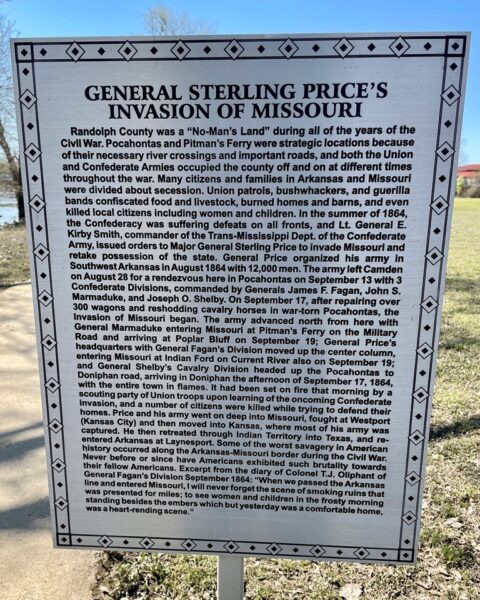 GENERAL STERLING PRICE'S
INVASION OF MISSOURI
Randolph County was a "No-Man's Land" during all of the years of the
Civil War. Pocahontas and Pitman's Ferry were strategic locations because
of their necessary river crossings and important roads, and both the Union
and Confederate Armies occupied the county off and on at different times
throughout the war. Many citizens and families in Arkansas and Missouri
were divided about secession. Union patrols, bushwhackers, and guerilla
bands confiscated food and livestock, burned homes and barns, and even
killed local citizens including women and children. In the summer of 1864,
the Confederacy was suffering defeats on all fronts, and Lt. General E.
Kirby Smith, commander of the Trans-Mississippi Dept. of the Confederate
Army, issued orders to Major General Sterling Price to invade Missouri and
retake possession of the state. General Price organized his army in
Southwest Arkansas in August 1864 with 12,000 men. The army left Camden
on August 28 for a rendezvous here in Pocahontas on September 13 with 3
Confederate Divisions, commanded by Generals James F. Fagan, John S.
Marmaduke, and Joseph O. Shelby. On September 17, after repairing over
300 wagons and reshodding cavalry horses in war-torn Pocahontas, the
Invasion of Missouri began. The army advanced north from here with
General Marmaduke entering Missouri at Pitman's Ferry on the Military
Road and arriving at Poplar Bluff on September 19; General Price's
headquarters with General Fagan's Division moved up the center column,
entering Missouri at Indian Ford on Current River also on September 19;
and General Shelby's Cavalry Division headed up the Pocahontas to
Doniphan road, arriving in Doniphan the afternoon of September 17, 1864,
with the entire town in flames. It had been set on fire that morning by a
scouting party of Union troops upon learning of the oncoming Confederate
invasion, and a number of citizens were killed while trying to defend their
homes. Price and his army went on deep into Missouri, fought at Westport
(Kansas City) and then moved into Kansas, where most of his army was
captured. He then retreated through Indian Territory into Texas, and re-
entered Arkansas at Laynesport. Some of the worst savagery in American
history occurred along the Arkansas-Missouri border during the Civil War.
Never before or since have Americans exhibited such brutality towards
their fellow Americans. Excerpt from the diary of Colonel T.J. Oliphant of
General Fagan's Division September 1864: "When we passed the Arkansas
line and entered Missouri, I will never forget the scene of smoking ruins that
was presented for miles; to see women and children in the frosty morning
standing besides the embers which but yesterday was a comfortable home,
was a heart-rending scene."